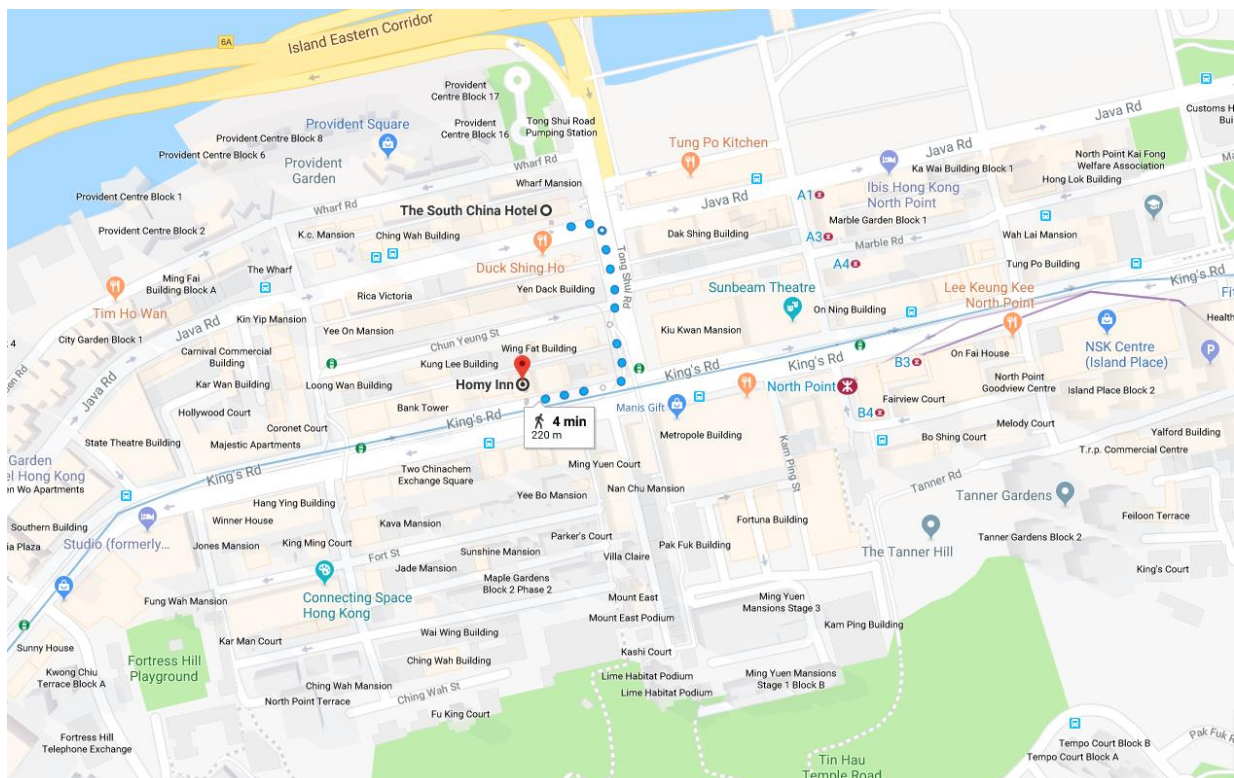 Island Eastern Corridor
6A
Provident
Centre Block 17
Provident Square
Provident Centre Block 8
Provident Centre Block 6
Provident
Garden
Provident
Centre Block 16
Tong Shui Road
Pumping Station
Wharf Rd
Tung Po Kitchen
Java Rd
Java Rd
Customs H
Bui
Ka Wai Building Block 1
North Point Kai Fong
Welfare Association
Hong Lok Building
Ma
Provident Centre Block 1
Wharf Mansion
Wharf Rd
The South China Hotel
A1
Ibis Hong Kong
North Point
Java Rd
Marble Garden Block 1
Provident Centre Block 2
K.c. Mansion
Ching Wah Building
Dak Shing Building
A3
Marble Rd
Wah Lai Mansion
Duck Shing Ho
Tong Shui Rd
A4
Tung Po Building
King's Rd
Ming Fai
Building Block A
The Wharf
Yen Dack Building
Sunbeam Theatre
Lee Keung Kee
North Point
Fit
Rica Victoria
Tim Ho Wan
Kin Yip Mansion
On Ning Building
Health
Java Rd
Yee On Mansion
Chun Yeung St
Kiu Kwan Mansion
City Garden Block 1
4
Carnival Commercial
Building
Wing Fat Building
King's Rd
On Fai House
NSK Centre
(Island Place)
Kung Lee Building
B3
King's Rd
Java Rd
Kar Wan Building
Loong Wan Building
Homy Inn
North Point
North Point
Goodview Centre
Island Place Block 2
Hollywood Court
Bank Tower
Manis Gift
Fairview Court
B4
Coronet Court
King's Rd
4 min
220 m
Melody Court
State Theatre Building
Majestic Apartments
Metropole Building
Kam Ping St
Bo Shing Court
Yalford Building
T.r.p. Commercial Centre
Garden
el Hong Kong
en Wo Apartments
King's Rd
Two Chinachem
Exchange Square
Ming Yuen Court
Tanner Rd
Hang Ying Building
Yee Bo Mansion
Nan Chu Mansion
Tanner Gardens
Southern Building
Winner House
Kava Mansion
Fortuna Building
Feiloon Terrace
ia Plaza
Studio (formerly...
Jones Mansion
King Ming Court
Fort St
Sunshine Mansion
Parker's Court
Pak Fuk Building
The Tanner Hill
Tanner Gardens Block 2
Villa Claire
Jade Mansion
King's Court
Connecting Space
Hong Kong
Maple Gardens
Block 2 Phase 2
Fung Wah Mansion
Mount East
Ming Yuen
Mansions Stage 3
Mount East Podium
Kam Ping Building
Kar Man Court
Wai Wing Building
Sunny House
Fortress Hill
Playground
Kashi Court
Ching Wah Building
Kwong Chiu
Terrace Block A
Ching Wah Mansion
Lime Habitat Podium
Ming Yuen Mansions
Stage 1 Block B
North Point Terrace
Ching Wah St
Lime Habitat Podium
Fu King Court
Fortress Hill
Telephone Exchange
Tin Hau
Temple Road
Tempo Court Block B
Tempo Court Block A
Pak Fuk R